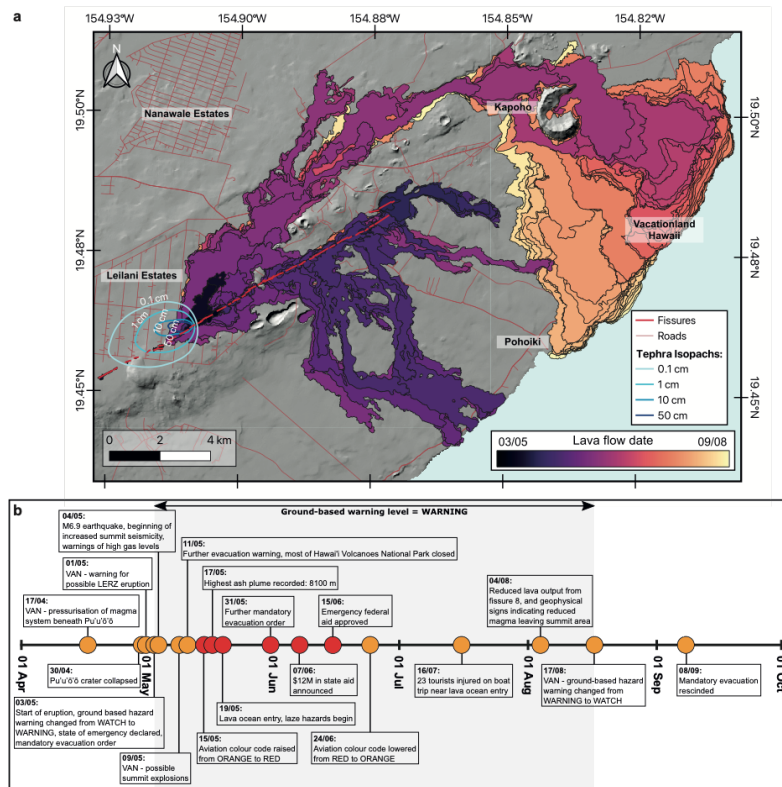 a
154.93°W
154.90°W
154.88°W
154.85°W
154.82°W
N
Nanawale Estates
Kapoho
19.50°N
19.50°N
Vacationland
Hawaii
19.48°N
19.48°N
Leilani Estates
0.1 cm
1cm
10 cm
50 cm
Pohoiki
Fissures
Roads
Tephra Isopachs:
0.1 cm
1 cm
10 cm
50 cm
19.45°N
19.45°N
0 2 4 km
03/05 Lava flow date 09/08
b
Ground-based warning level = WARNING
04/05:
M6.9 earthquake, beginning of
increased summit seismicity,
warnings of high gas levels
11/05:
Further evacuation warning, most of Hawai'i Volcanoes National Park closed
01/05:
VAN - warning for
possible LERZ eruption
17/05:
Highest ash plume recorded: 8100 m
04/08:
Reduced lava output from
fissure 8, and geophysical
signs indicating reduced
magma leaving summit area
17/04:
VAN - pressurisation of magma
system beneath Pu'u'ō'ō
31/05:
Further mandatory
evacuation order
15/06:
Emergency federal
aid approved
01 Apr
01 May
01 Jun
01 Jul
01 Aug
01 Sep
01 Oct
30/04:
Pu'u'ō'ō crater collapsed
07/06:
$12M in state aid
announced
16/07:
23 tourists injured on boat
trip near lava ocean entry
17/08:
VAN - ground-based hazard
warning changed from
WARNING to WATCH
08/09:
Mandatory evacuation
rescinded
03/05:
Start of eruption, ground based hazard
warning changed from WATCH to
WARNING, state of emergency declared,
mandatory evacuation order
19/05:
Lava ocean entry, laze hazards begin
15/05:
Aviation colour code raised
from ORANGE to RED
24/06:
Aviation colour code lowered
from RED to ORANGE
09/05:
VAN - possible
summit explosions